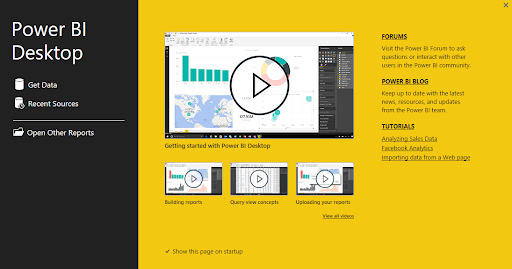 Power BI
Desktop
Get Data
Recent Sources
Open Other Reports
Getting started with Power BI Desktop
Building reports
Query view concepts
Uploading your reports
View all videos
Show this page on startup
FORUMS
Visit the Power BI Forum to ask
questions or interact with other
users in the Power BI community.
POWER BI BLOG
Keep up to date with the latest
news, resources, and updates
from the Power BI team.
TUTORIALS
Analyzing Sales Data
Facebook Analytics
Importing data from a Web page